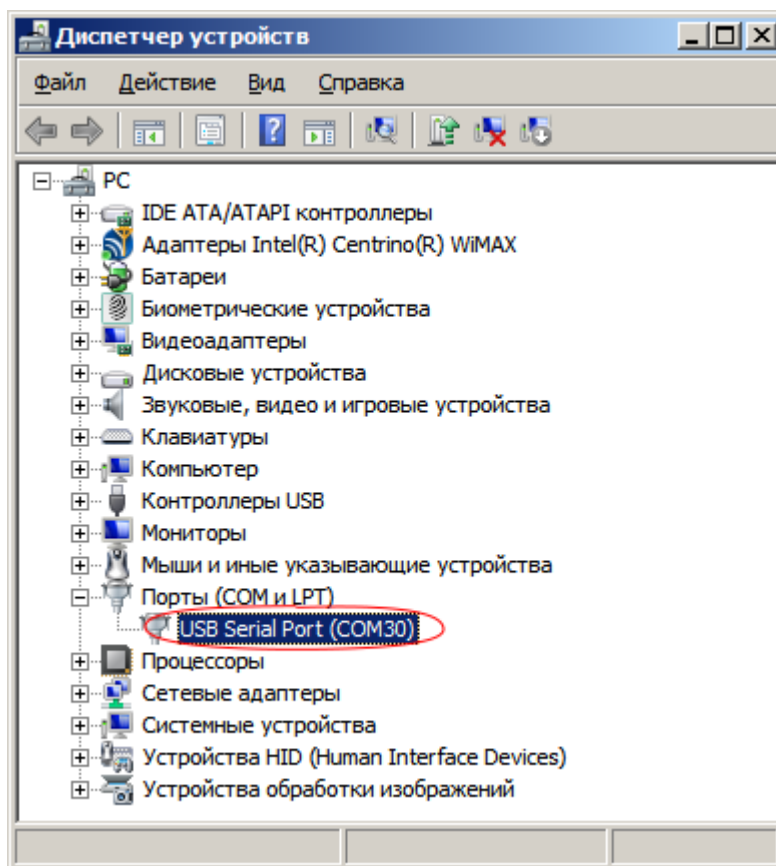 Диспетчер устройств
Файл Действие Вид Справка
PC
IDE ATA/ATAPI контроллеры
Адаптеры Intel(R) Centrino(R) WiMAX
Батареи
Биометрические устройства
Видеоадаптеры
Дисковые устройства
Звуковые, видео и игровые устройства
Клавиатуры
Компьютер
Контроллеры USB
Мониторы
Мыши и иные указывающие устройства
Порты (COM и LPT)
USB Serial Port (COM30)
Процессоры
Сетевые адаптеры
Системные устройства
Устройства HID (Human Interface Devices)
Устройства обработки изображений